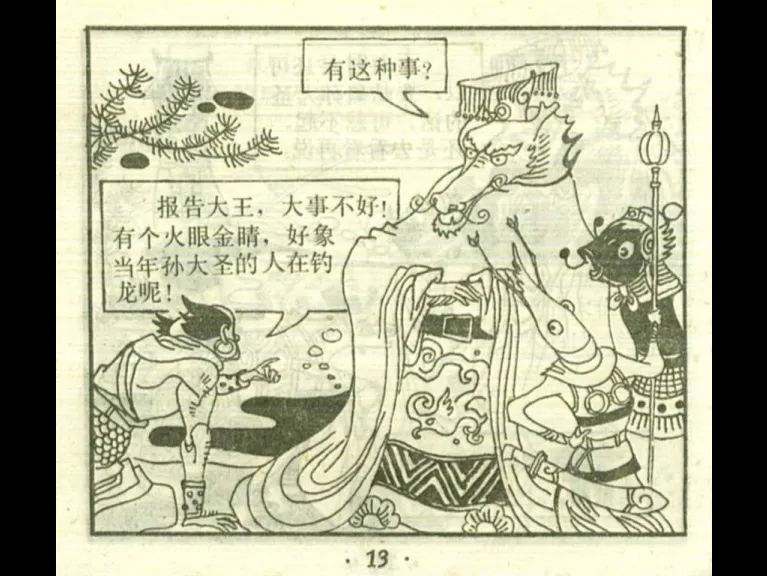 有这种事?
报告大王，大事不好!
有个火眼金睛，好象
当年孙大圣的人在钓
龙呢!
· 13 ·